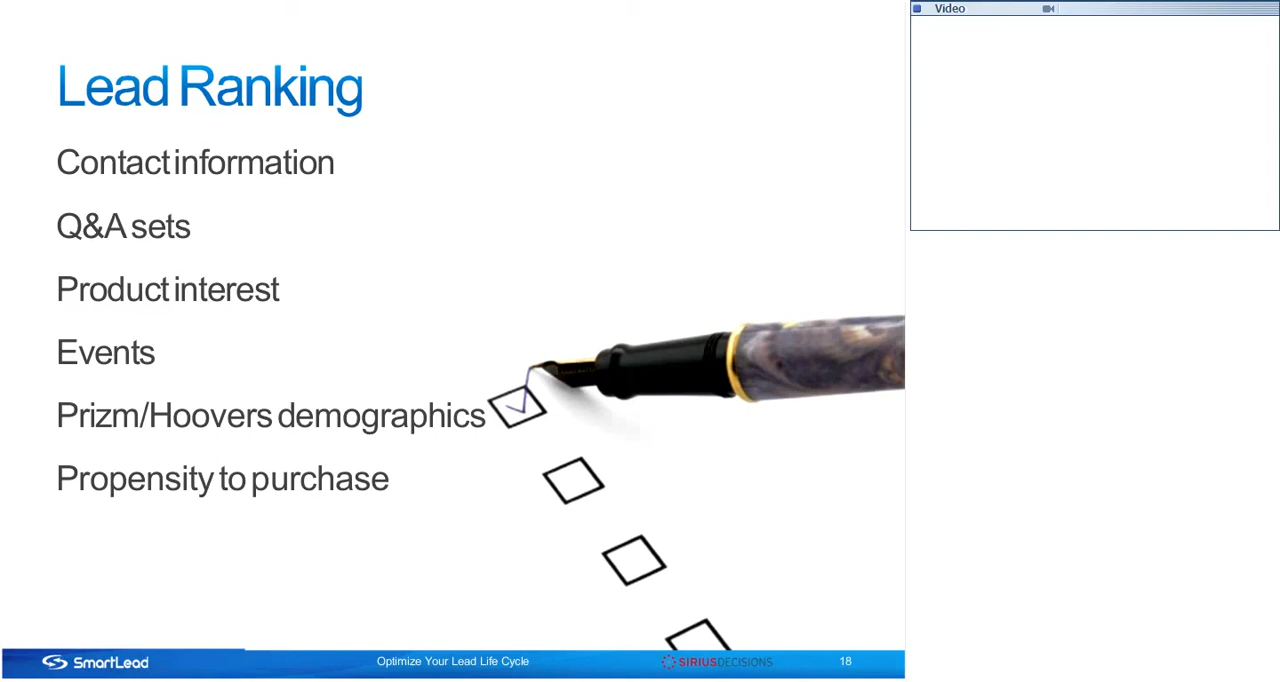 Lead Ranking
Contact information
Q&A sets
Product interest
Events
Prizm/Hoovers demographics
Propensity to purchase
SmartLead
Optimize Your Lead Life Cycle
SIRIUSDECISIONS
18
Video